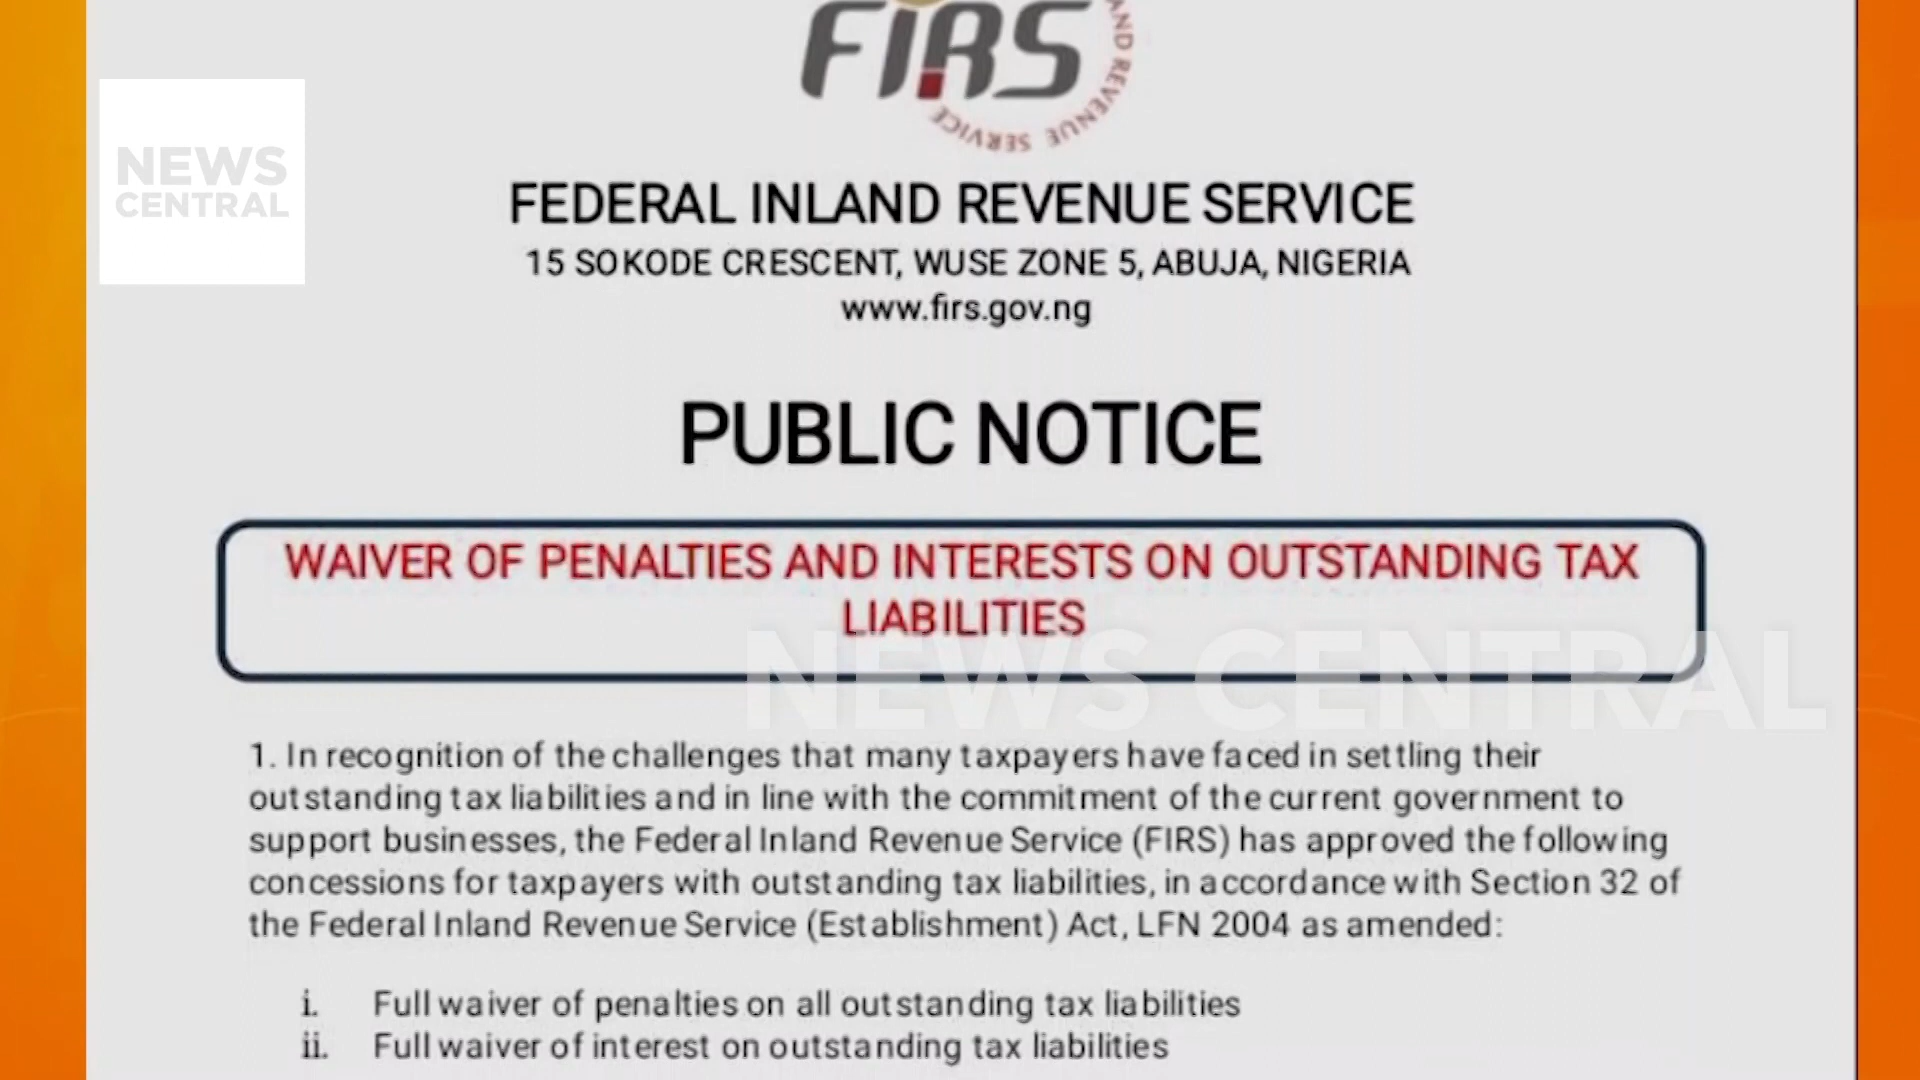 FIRS
AND REVENUE SERVICE
NEWS
CENTRAL
FEDERAL INLAND REVENUE SERVICE
15 SOKODE CRESCENT, WUSE ZONE 5, ABUJA, NIGERIA
www.firs.gov.ng
PUBLIC NOTICE
WAIVER OF PENALTIES AND INTERESTS ON OUTSTANDING TAX
LIABILITIES
NEWS CENTRAL
1. In recognition of the challenges that many taxpayers have faced in settling their
outstanding tax liabilities and in line with the commitment of the current government to
support businesses, the Federal Inland Revenue Service (FIRS) has approved the following
concessions for taxpayers with outstanding tax liabilities, in accordance with Section 32 of
the Federal Inland Revenue Service (Establishment) Act, LFN 2004 as amended:
i. Full waiver of penalties on all outstanding tax liabilities
ii. Full waiver of interest on outstanding tax liabilities